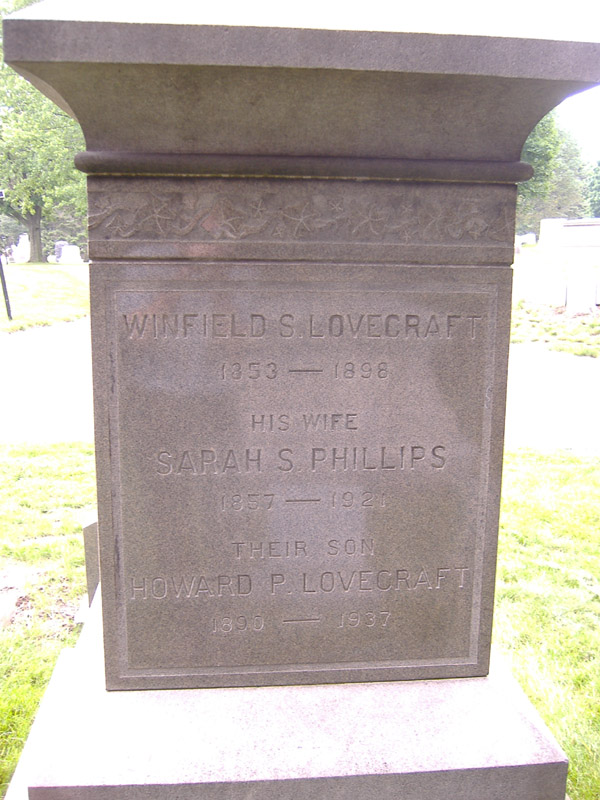 WINFIELD S. LOVECRAFT
1853 — 1898
HIS WIFE
SARAH S. PHILLIPS
1857 — 1921
THEIR SON
HOWARD P. LOVECRAFT
1890 — 1937